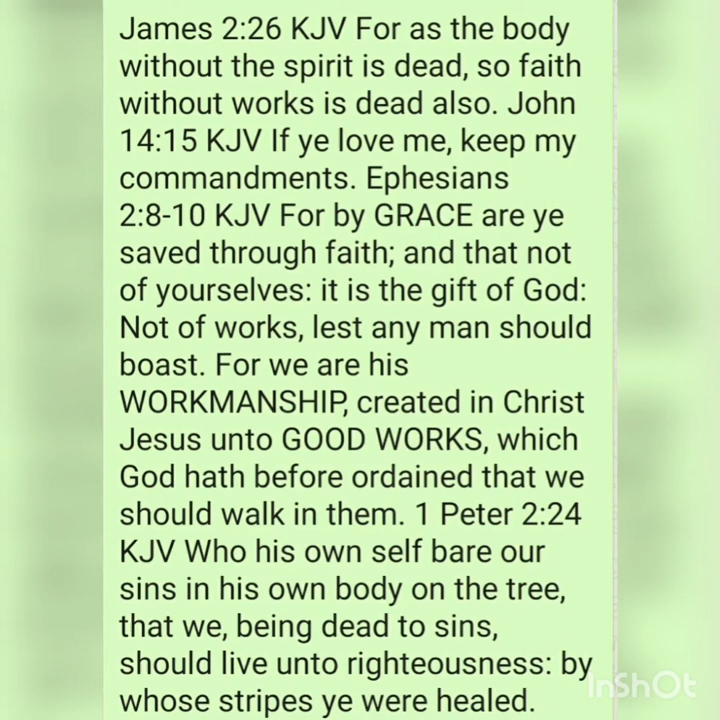 James 2:26 KJV For as the body
without the spirit is dead, so faith
without works is dead also. John
14:15 KJV If ye love me, keep my
commandments. Ephesians
2:8-10 KJV For by GRACE are ye
saved through faith; and that not
of yourselves: it is the gift of God:
Not of works, lest any man should
boast. For we are his
WORKMANSHIP, created in Christ
Jesus unto GOOD WORKS, which
God hath before ordained that we
should walk in them. 1 Peter 2:24
KJV Who his own self bare our
sins in his own body on the tree,
that we, being dead to sins,
should live unto righteousness: by
whose stripes ye were healed.
InShOt